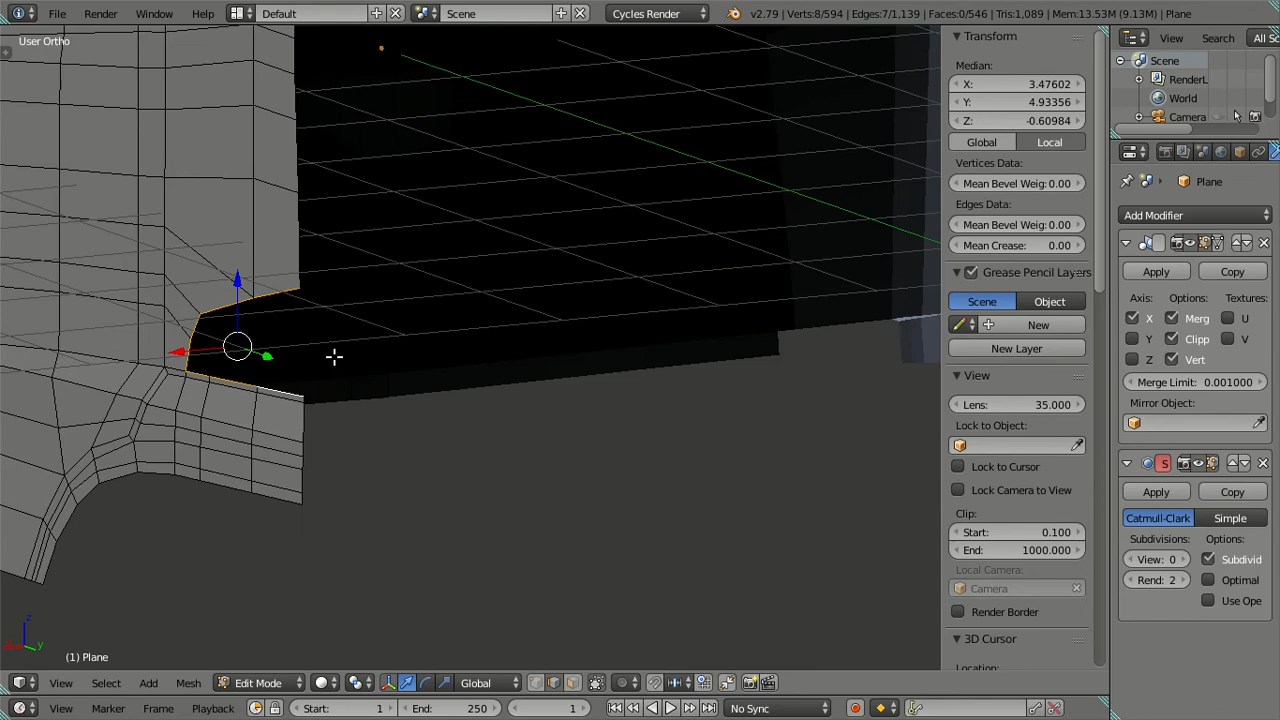 File Render Window Help Default Scene Cycles Render v2.79 | Verts:8/594 | Edges:7/1,139 | Faces:0/546 | Tris:1,089 | Mem:13.53M (9.13M) | Plane
User Ortho
Transform
Median:
X: 3.47602
Y: 4.93356
Z: -0.60984
Global Local
Vertices Data:
Mean Bevel Weig: 0.00
Edges Data:
Mean Bevel Weig: 0.00
Mean Crease: 0.00
Grease Pencil Layers
Scene Object
New
New Layer
View
Lens: 35.000
Lock to Object:
Lock to Cursor
Lock Camera to View
Clip:
Start: 0.100
End: 1000.000
Local Camera:
Camera
Render Border
3D Cursor
Location:
View Search All Sc
Scene
RenderL
World
Camera
Plane
Add Modifier
Apply Copy
Axis: Options: Textures:
X Merg U
Y Clipp V
Z Vert
Merge Limit: 0.001000
Mirror Object:
S
Apply Copy
Catmull-Clark Simple
Subdivisions: Options:
View: 0 Subdivid
Rend: 2 Optimal
Use Ope
z
y
(1) Plane
View Select Add Mesh Edit Mode Global
View Marker Frame Playback Start: 1 End: 250 1 No Sync